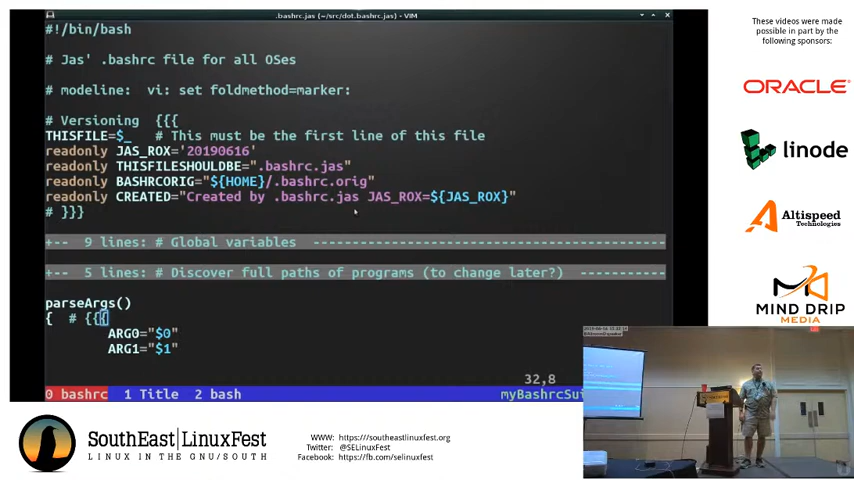 .bashrc.jas (~/src/dot.bashrc.jas) - VIM
#!/bin/bash
# Jas' .bashrc file for all OSes
# modeline:  vi: set foldmethod=marker:
# Versioning  {{{
THISFILE=$_   # This must be the first line of this file
readonly JAS_ROX='20190616'
readonly THISFILESHOULDBE=".bashrc.jas"
readonly BASHRCORIG="${HOME}/.bashrc.orig"
readonly CREATED="Created by .bashrc.jas JAS_ROX=${JAS_ROX}"
# }}}
+--  9 lines: # Global variables  ---------------------------------------
+--  5 lines: # Discover full paths of programs (to change later?)  -----------
parseArgs()
{  # {{{
ARG0="$0"
ARG1="$1"
32,8
0 bashrc  1 Title  2 bash
myBashrcSui
These videos were made
possible in part by the
following sponsors:
ORACLE
linode
Altispeed
Technologies
MIND DRIP
MEDIA
SouthEast|LinuxFest
LINUX IN THE GNU/SOUTH
WWW: https://southeastlinuxfest.org
Twitter: @SELinuxFest
Facebook: https://fb.com/selinuxfest